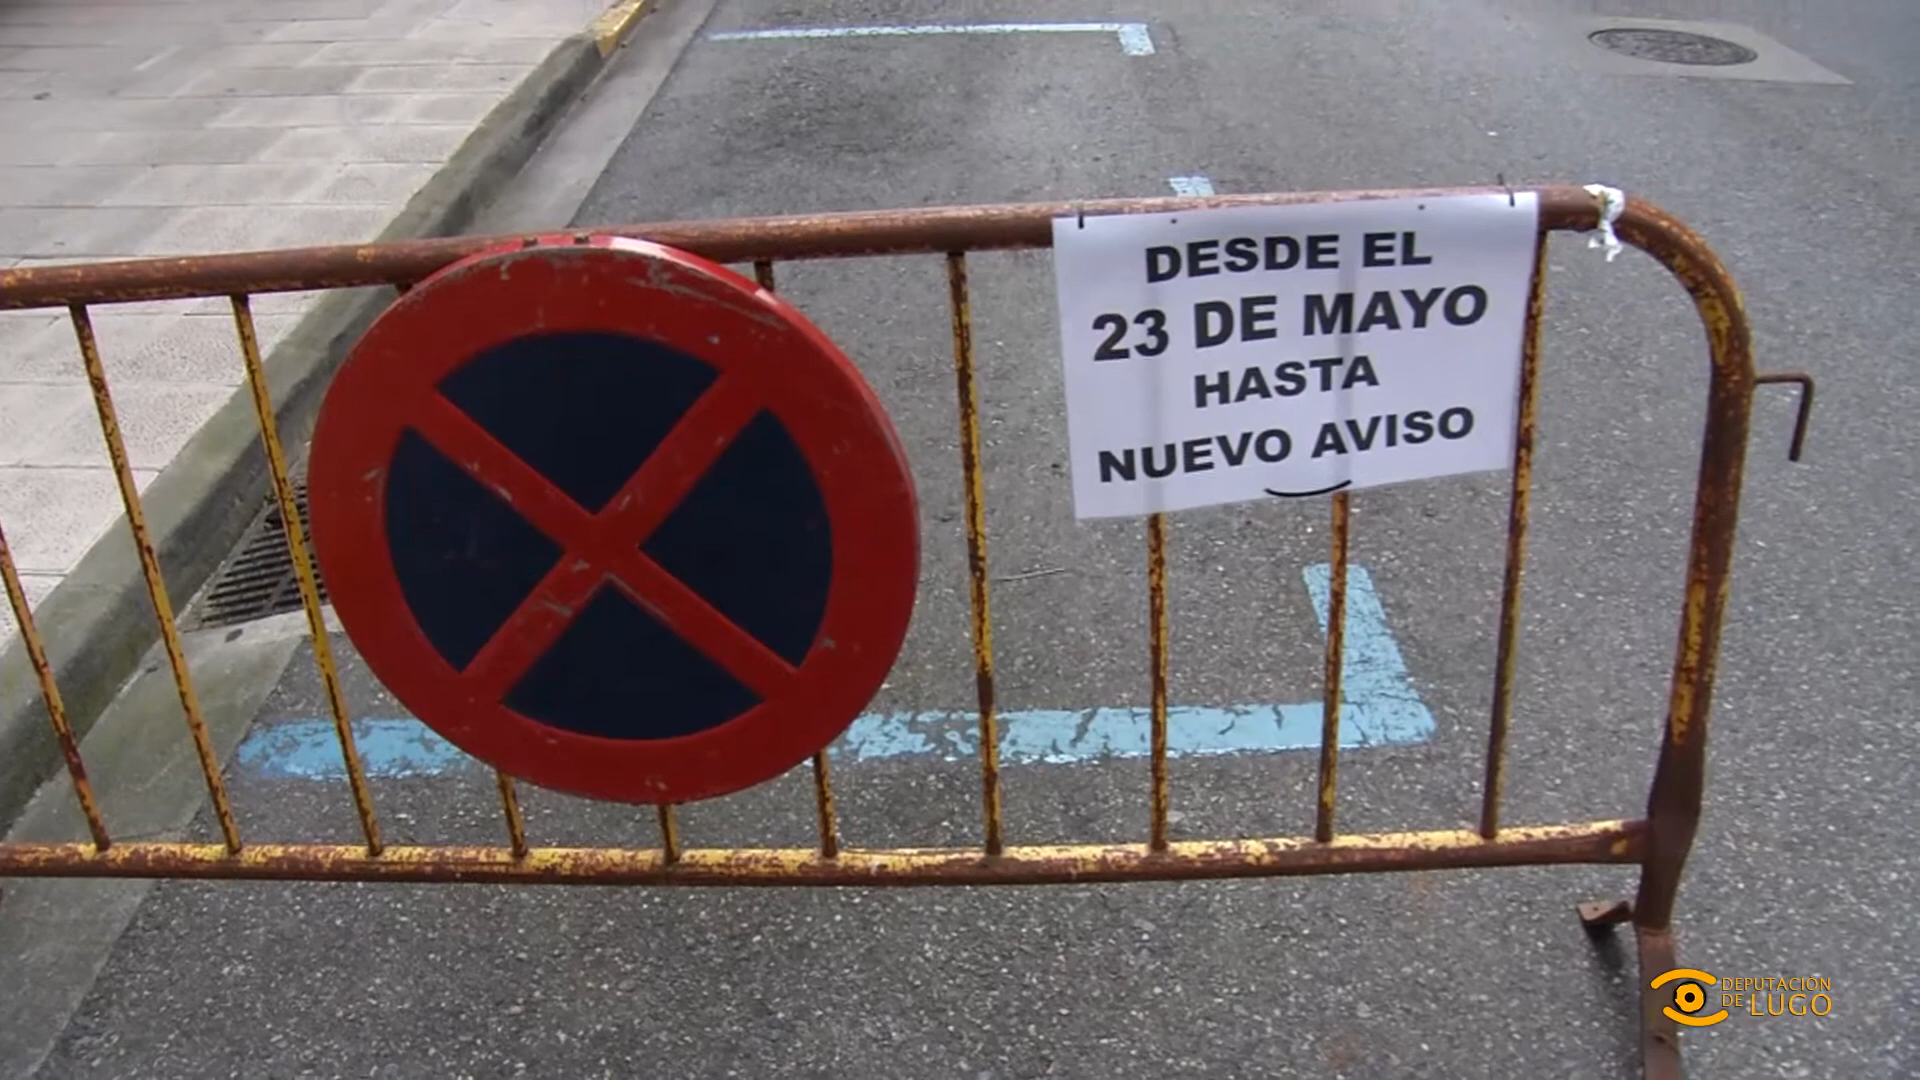 DESDE EL
23 DE MAYO
HASTA
NUEVO AVISO
DEPUTACIÓN
DE LUGO